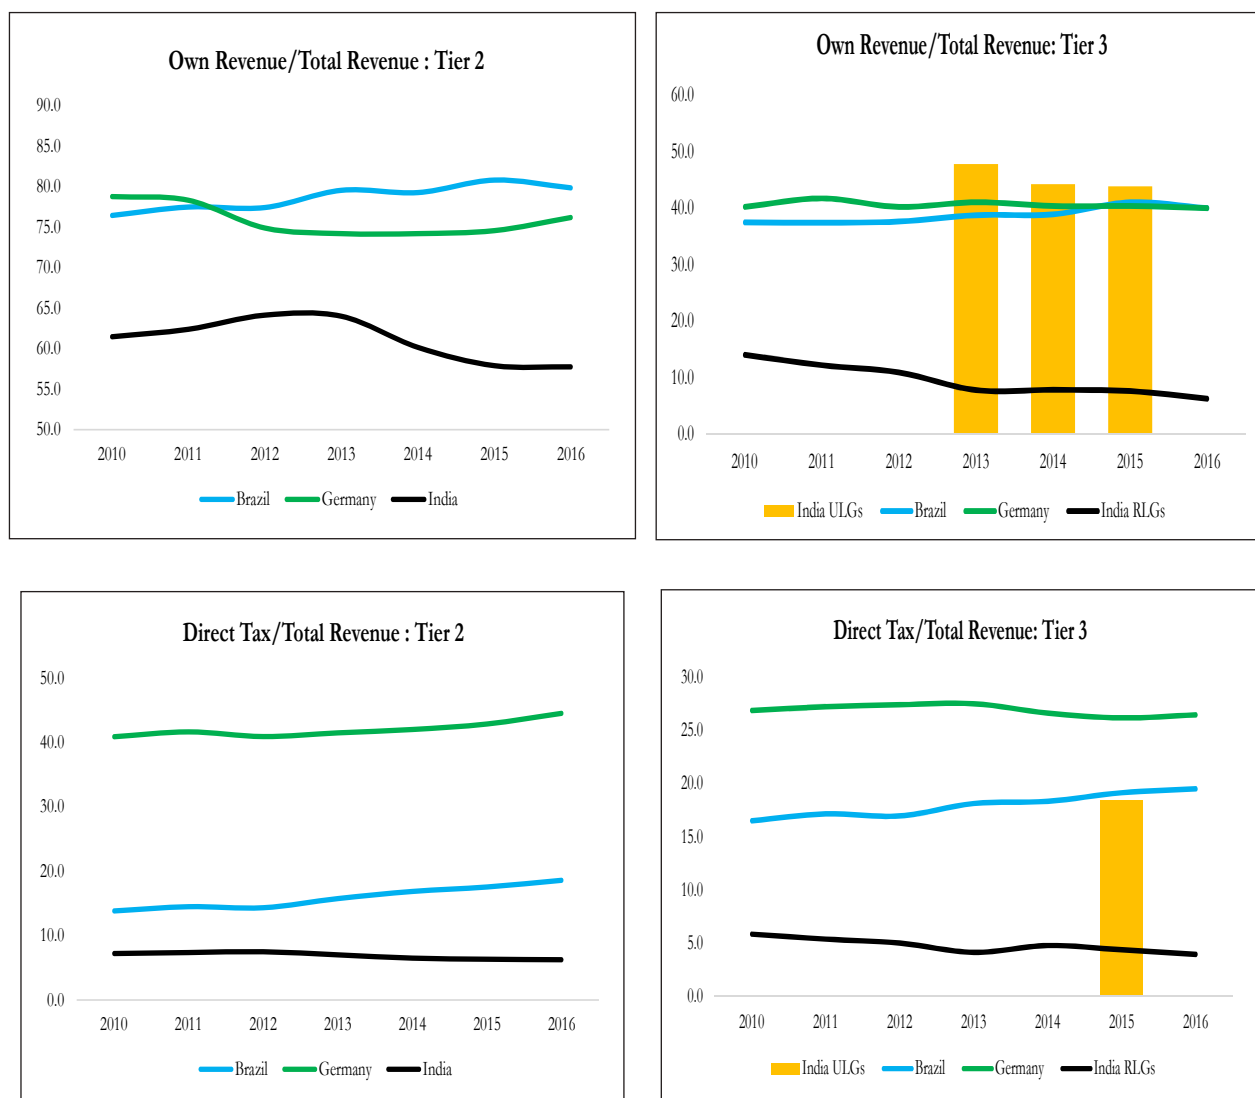 Own Revenue/Total Revenue : Tier 2
90.0
85.0
80.0
75.0
70.0
65.0
60.0
55.0
50.0
2010 2011 2012 2013 2014 2015 2016
Brazil Germany India
Own Revenue/Total Revenue: Tier 3
60.0
50.0
40.0
30.0
20.0
10.0
0.0
2010 2011 2012 2013 2014 2015 2016
India ULGs Brazil Germany India RLGs
Direct Tax/Total Revenue : Tier 2
50.0
40.0
30.0
20.0
10.0
0.0
2010 2011 2012 2013 2014 2015 2016
Brazil Germany India
Direct Tax/Total Revenue: Tier 3
30.0
25.0
20.0
15.0
10.0
5.0
0.0
2010 2011 2012 2013 2014 2015 2016
India ULGs Brazil Germany India RLGs